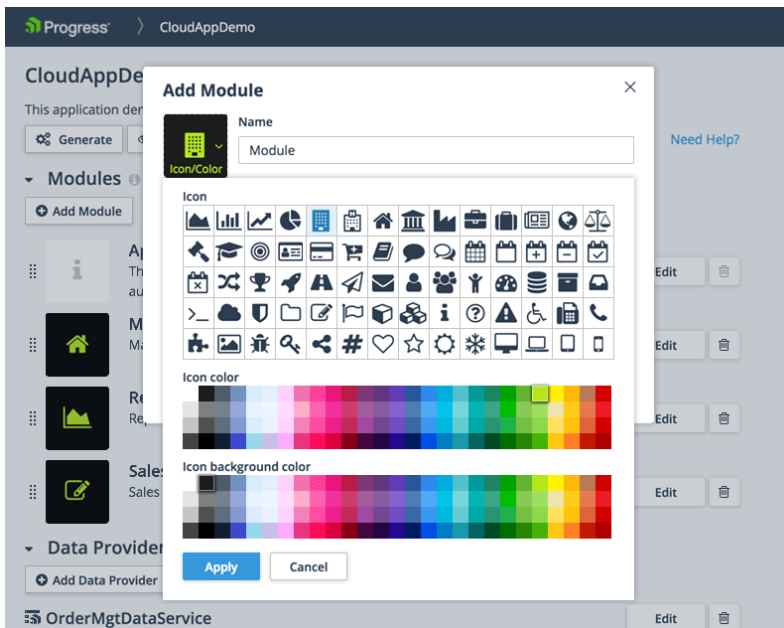 Progress
CloudAppDemo
CloudAppDe
This application der
Generate
Modules
Add Module
Ap
Th
au
Edit
M
Ma
Edit
Re
Rep
Edit
Sales
Sales
Edit
Data Provider
Add Data Provider
OrderMgtDataService
Edit
Need Help?
Add Module
Name
Module
Icon/Color
Icon
Icon color
Icon background color
Apply
Cancel